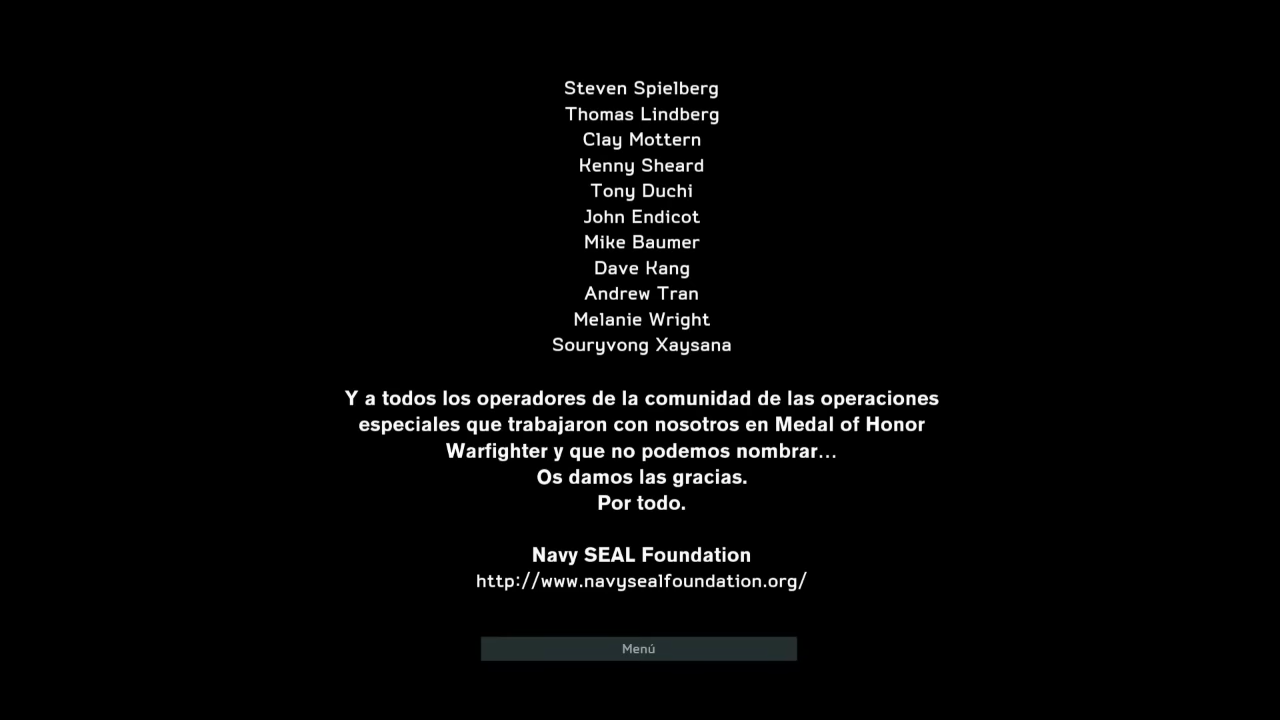 Steven Spielberg
Thomas Lindberg
Clay Mottern
Kenny Sheard
Tony Duchi
John Endicot
Mike Baumer
Dave Kang
Andrew Tran
Melanie Wright
Souryvong Xaysana
Y a todos los operadores de la comunidad de las operaciones
especiales que trabajaron con nosotros en Medal of Honor
Warfighter y que no podemos nombrar...
Os damos las gracias.
Por todo.
Navy SEAL Foundation
http://www.navysealfoundation.org/
Menú